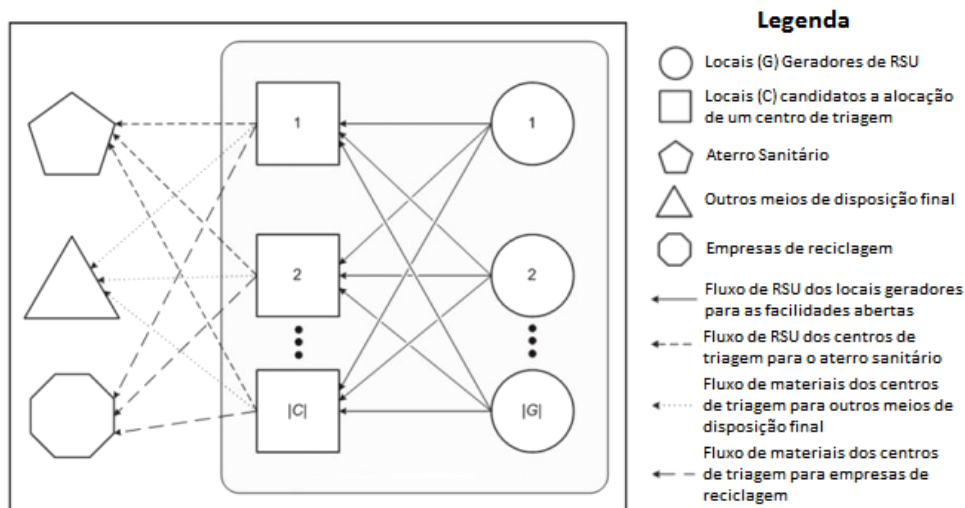 Legenda
Locais (G) Geradores de RSU
Locais (C) candidatos a alocação
de um centro de triagem
Aterro Sanitário
Outros meios de disposição final
Empresas de reciclagem
Fluxo de RSU dos locais geradores
para as facilidades abertas
Fluxo de RSU dos centros de
triagem para o aterro sanitário
Fluxo de materiais dos centros
de triagem para outros meios de
disposição final
Fluxo de materiais dos centros
de triagem para empresas de
reciclagem
1
1
2
2
|C|
|G|